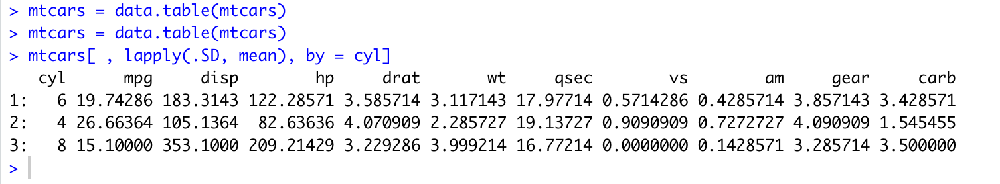 > mtcars = data.table(mtcars)
> mtcars = data.table(mtcars)
> mtcars[ , lapply(.SD, mean), by = cyl]
   cyl      mpg     disp        hp     drat       wt     qsec        vs        am     gear     carb
1:   6 19.74286 183.3143 122.28571 3.585714 3.117143 17.97714 0.5714286 0.4285714 3.857143 3.428571
2:   4 26.66364 105.1364  82.63636 4.070909 2.285727 19.13727 0.9090909 0.7272727 4.090909 1.545455
3:   8 15.10000 353.1000 209.21429 3.229286 3.999214 16.77214 0.0000000 0.1428571 3.285714 3.500000
>